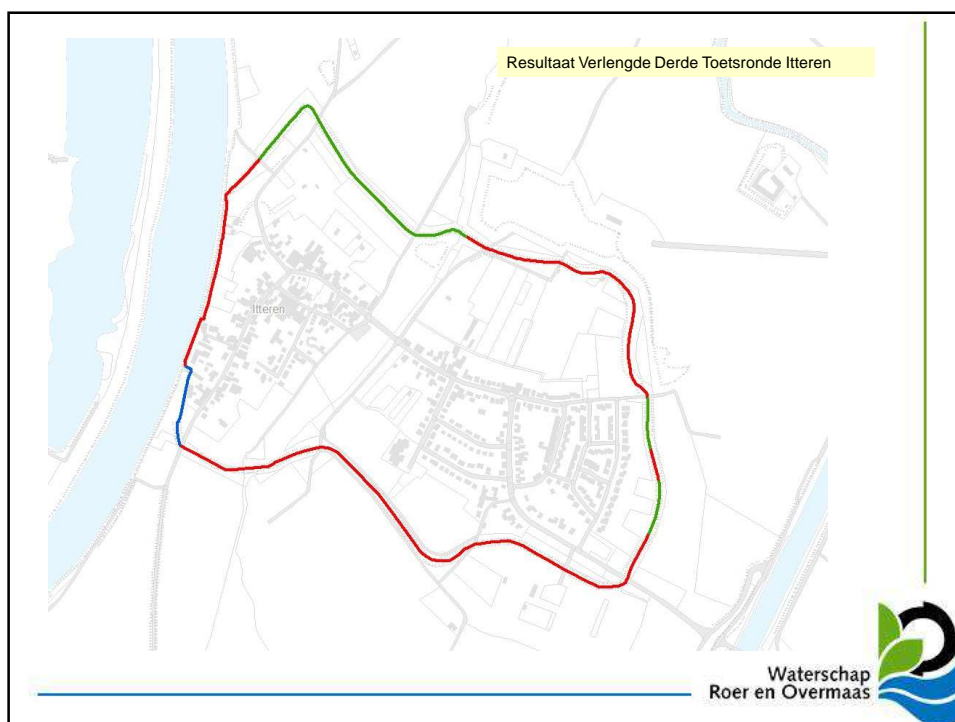 Resultaat Verlengde Derde Toetsronde Itteren
Itteren
Waterschap
Roer en Overmaas